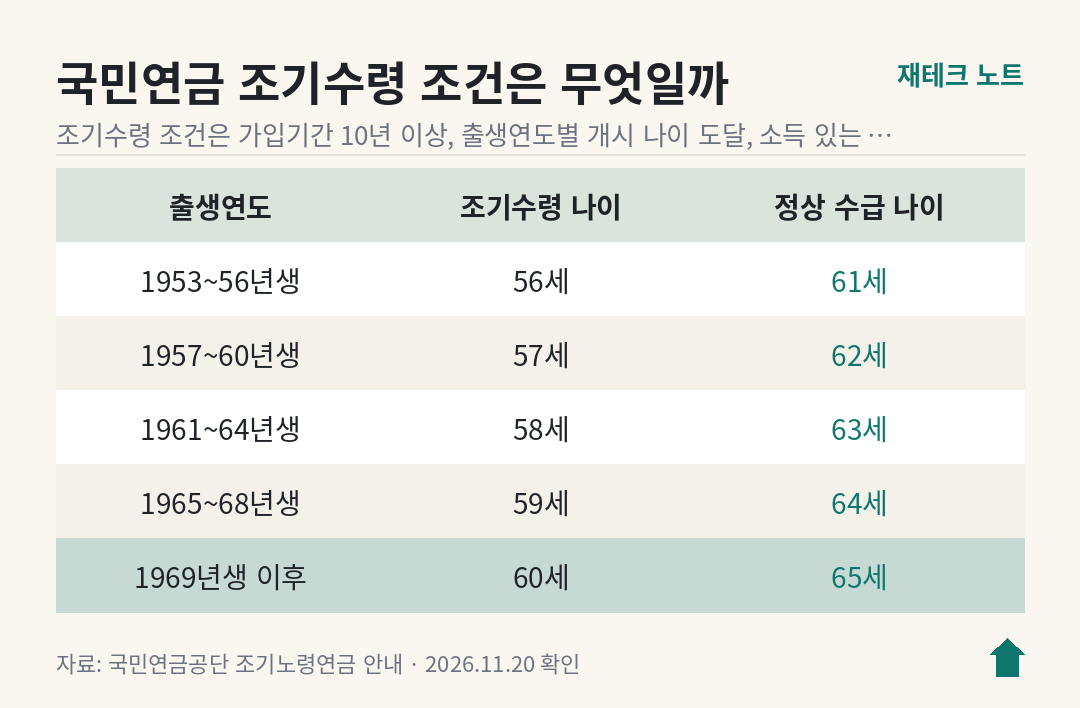 국민연금 조기수령 조건은 무엇일까
재테크 노트
조기수령 조건은 가입기간 10년 이상, 출생연도별 개시 나이 도달, 소득 있는 …
출생연도 조기수령 나이 정상 수급 나이
1953~56년생 56세 61세
1957~60년생 57세 62세
1961~64년생 58세 63세
1965~68년생 59세 64세
1969년생 이후 60세 65세
자료: 국민연금공단 조기노령연금 안내 · 2026.11.20 확인